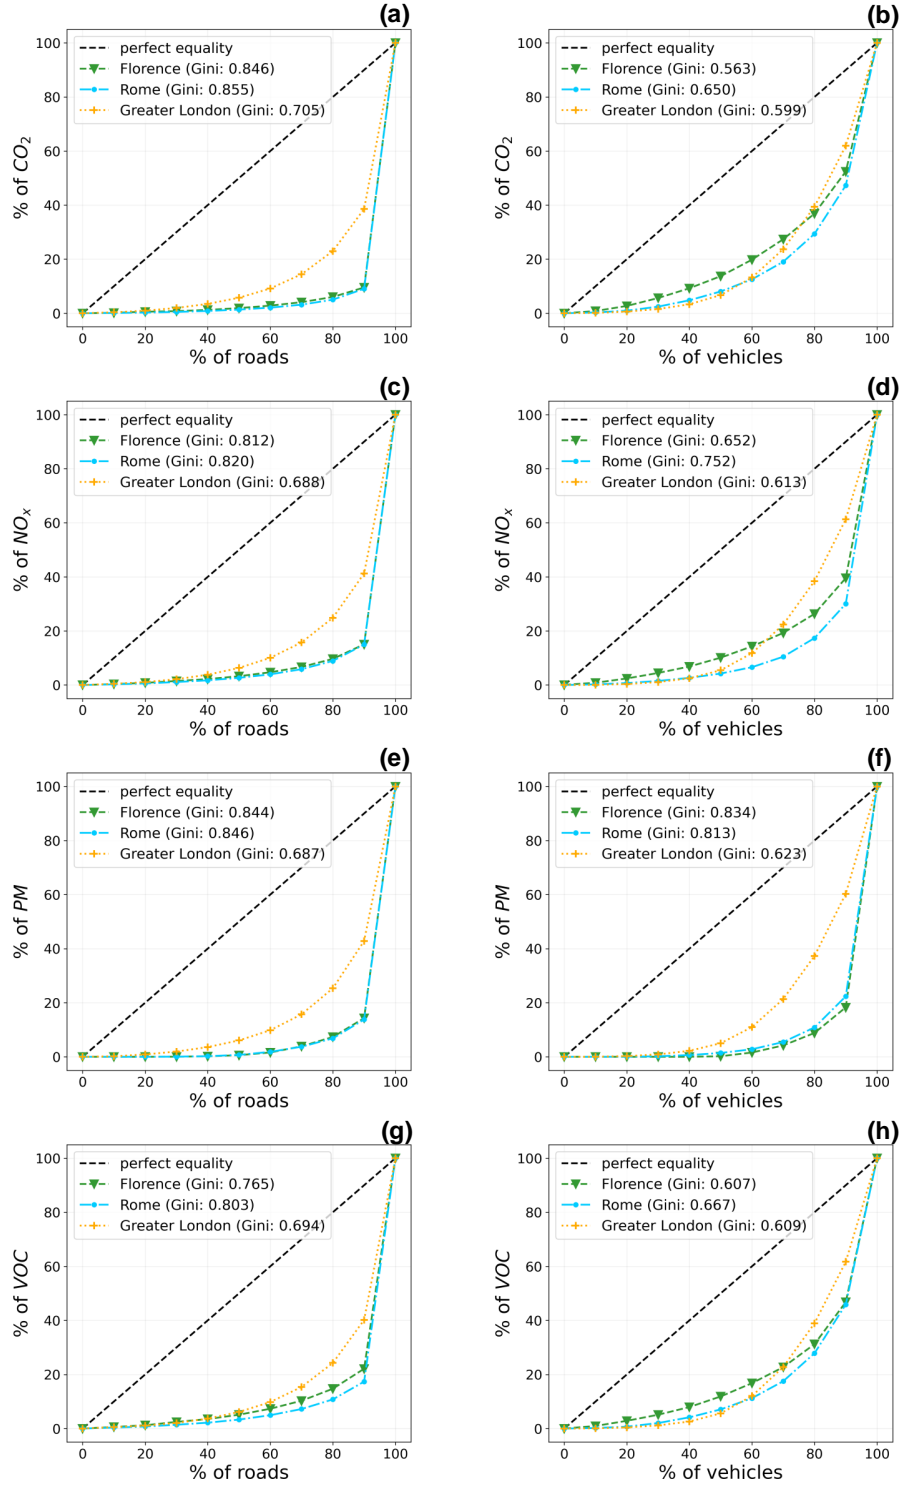 (a)
100
80
60
40
20
0
% of CO2
perfect equality
Florence (Gini: 0.846)
Rome (Gini: 0.855)
Greater London (Gini: 0.705)
0 20 40 60 80 100
% of roads
(b)
100
80
60
40
20
0
% of CO2
perfect equality
Florence (Gini: 0.563)
Rome (Gini: 0.650)
Greater London (Gini: 0.599)
0 20 40 60 80 100
% of vehicles
(c)
100
80
60
40
20
0
% of NOx
perfect equality
Florence (Gini: 0.812)
Rome (Gini: 0.820)
Greater London (Gini: 0.688)
0 20 40 60 80 100
% of roads
(d)
100
80
60
40
20
0
% of NOx
perfect equality
Florence (Gini: 0.652)
Rome (Gini: 0.752)
Greater London (Gini: 0.613)
0 20 40 60 80 100
% of vehicles
(e)
100
80
60
40
20
0
% of PM
perfect equality
Florence (Gini: 0.844)
Rome (Gini: 0.846)
Greater London (Gini: 0.687)
0 20 40 60 80 100
% of roads
(f)
100
80
60
40
20
0
% of PM
perfect equality
Florence (Gini: 0.834)
Rome (Gini: 0.813)
Greater London (Gini: 0.623)
0 20 40 60 80 100
% of vehicles
(g)
100
80
60
40
20
0
% of VOC
perfect equality
Florence (Gini: 0.765)
Rome (Gini: 0.803)
Greater London (Gini: 0.694)
0 20 40 60 80 100
% of roads
(h)
100
80
60
40
20
0
% of VOC
perfect equality
Florence (Gini: 0.607)
Rome (Gini: 0.667)
Greater London (Gini: 0.609)
0 20 40 60 80 100
% of vehicles